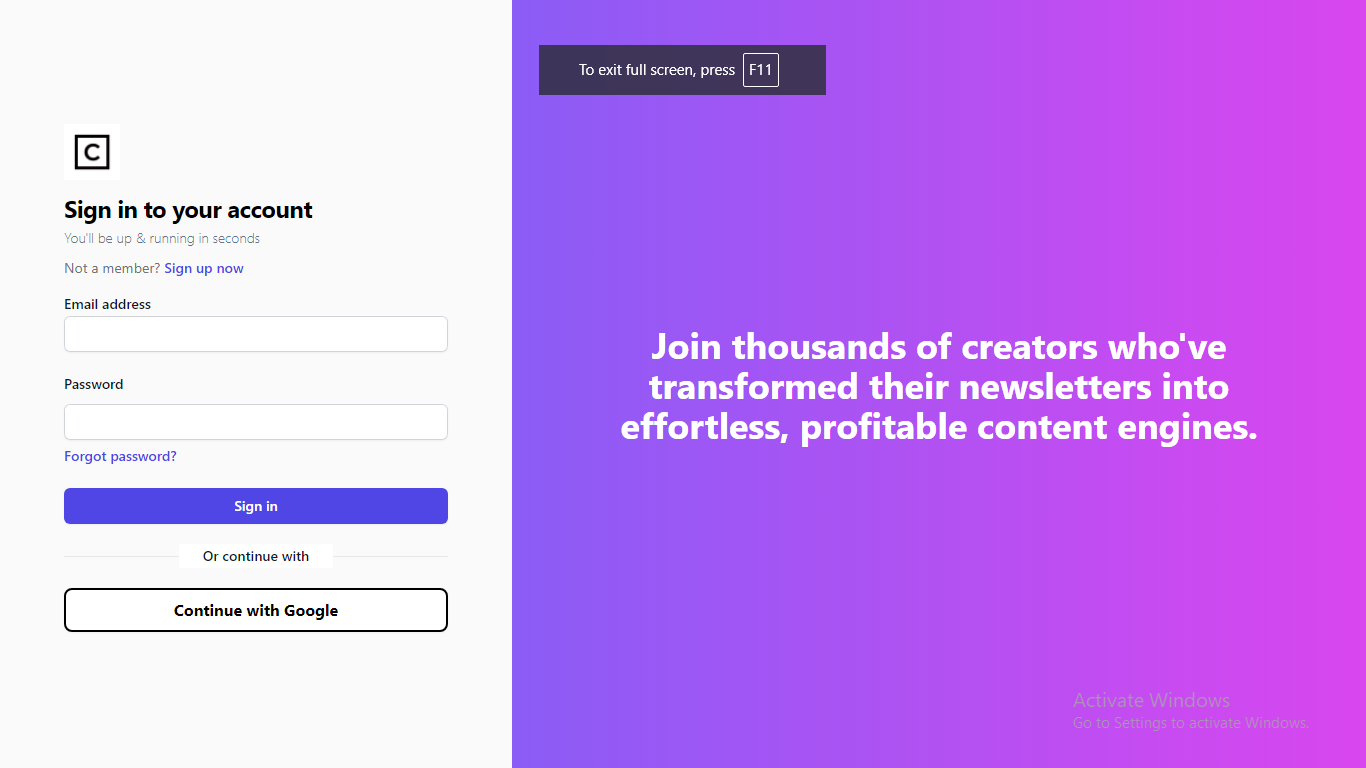 To exit full screen, press F11
C
Sign in to your account
You'll be up & running in seconds
Not a member? Sign up now
Email address
Password
Forgot password?
Sign in
Or continue with
Continue with Google
Join thousands of creators who've
transformed their newsletters into
effortless, profitable content engines.
Activate Windows
Go to Settings to activate Windows.